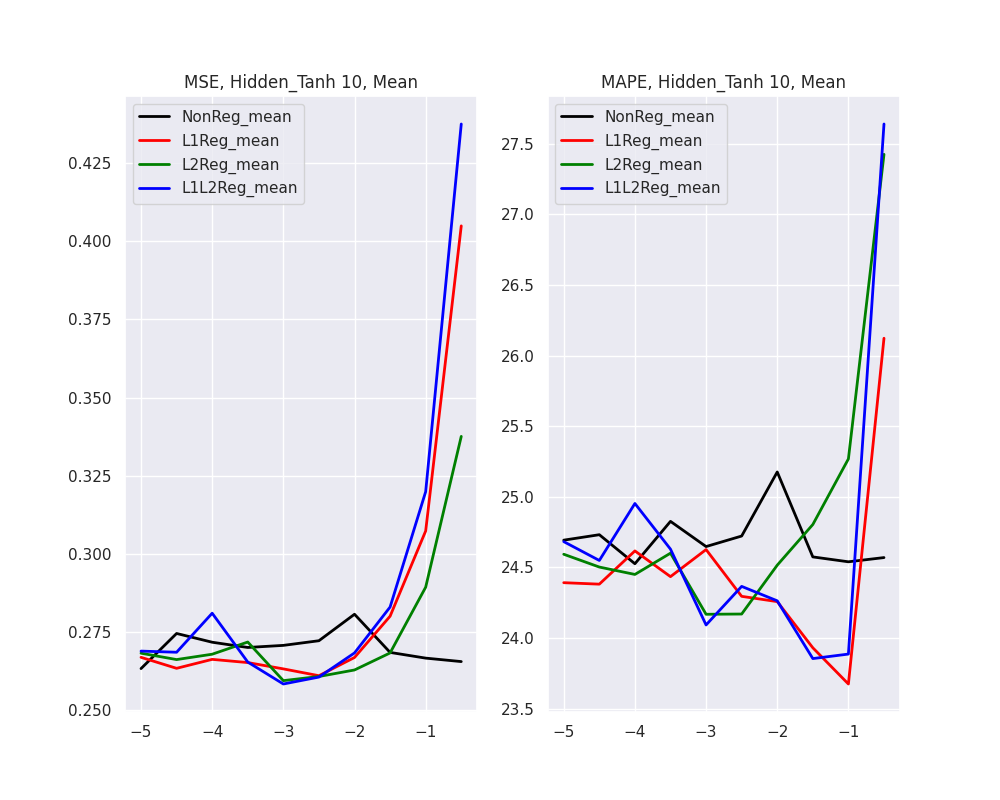 MSE, Hidden_Tanh 10, Mean
NonReg_mean
L1Reg_mean
L2Reg_mean
L1L2Reg_mean
0.425
0.400
0.375
0.350
0.325
0.300
0.275
0.250
−5 −4 −3 −2 −1
MAPE, Hidden_Tanh 10, Mean
NonReg_mean
L1Reg_mean
L2Reg_mean
L1L2Reg_mean
27.5
27.0
26.5
26.0
25.5
25.0
24.5
24.0
23.5
−5 −4 −3 −2 −1